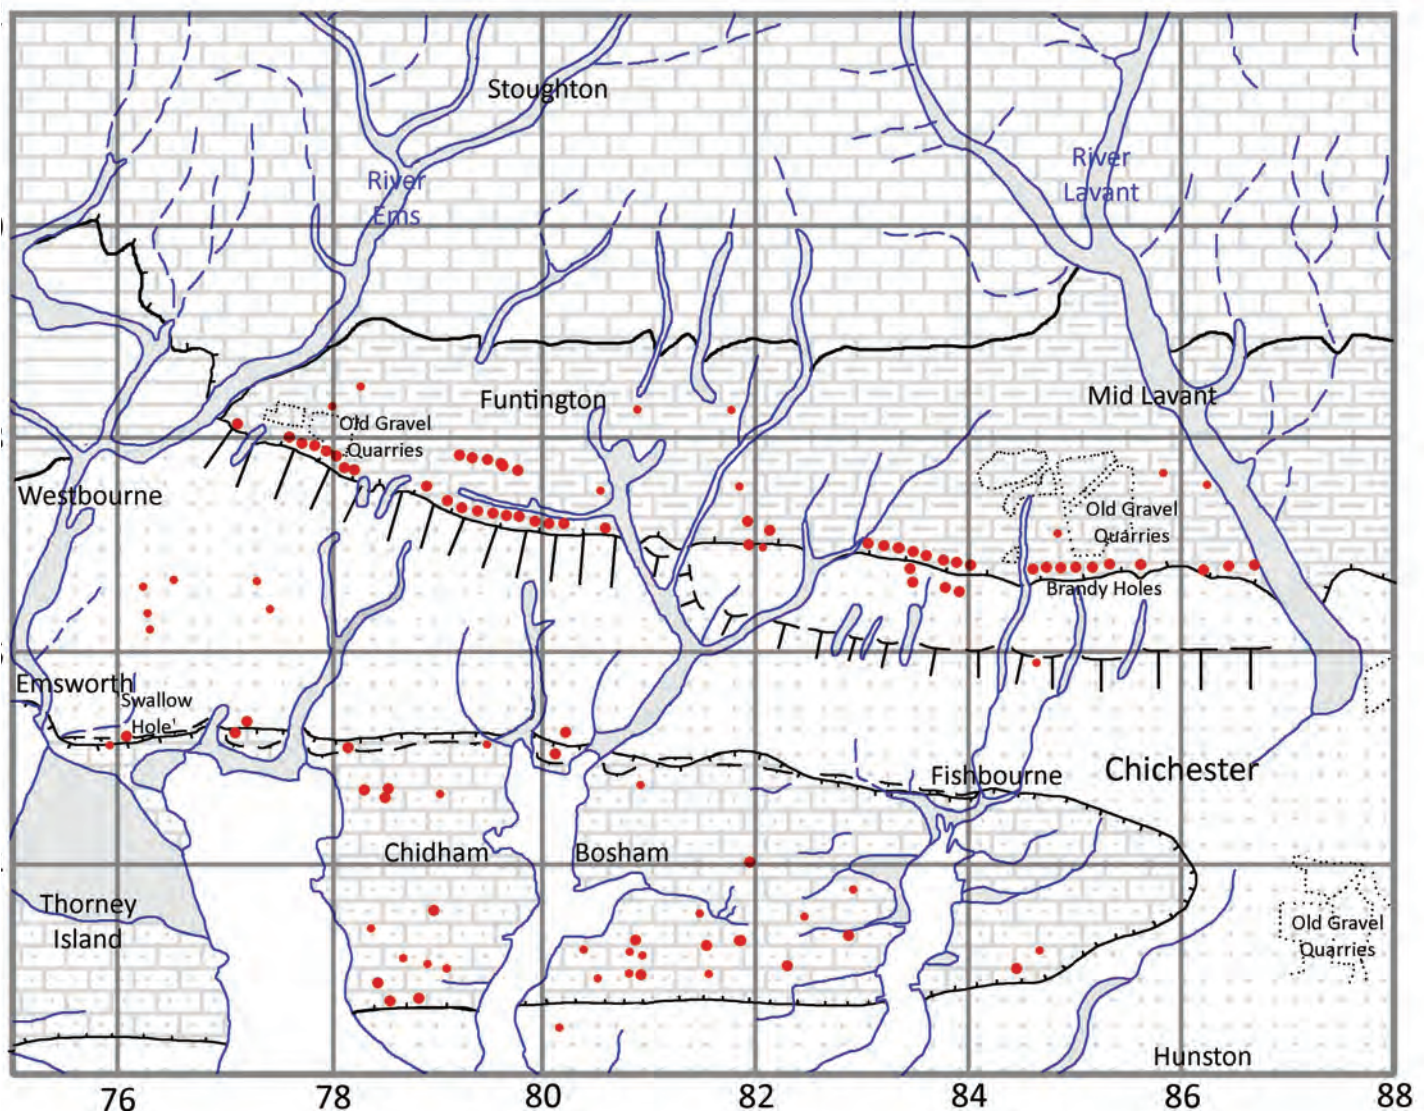 Stoughton
River
Ems
River
Lavant
Funtington
Mid Lavant
Old Gravel
Quarries
Westbourne
Old Gravel
Quarries
Brandy Holes
Emsworth
Swallow
Hole'
Fishbourne
Chichester
Chidham
Bosham
Thorney
Island
Old Gravel
Quarries
Hunston
76 78 80 82 84 86 88